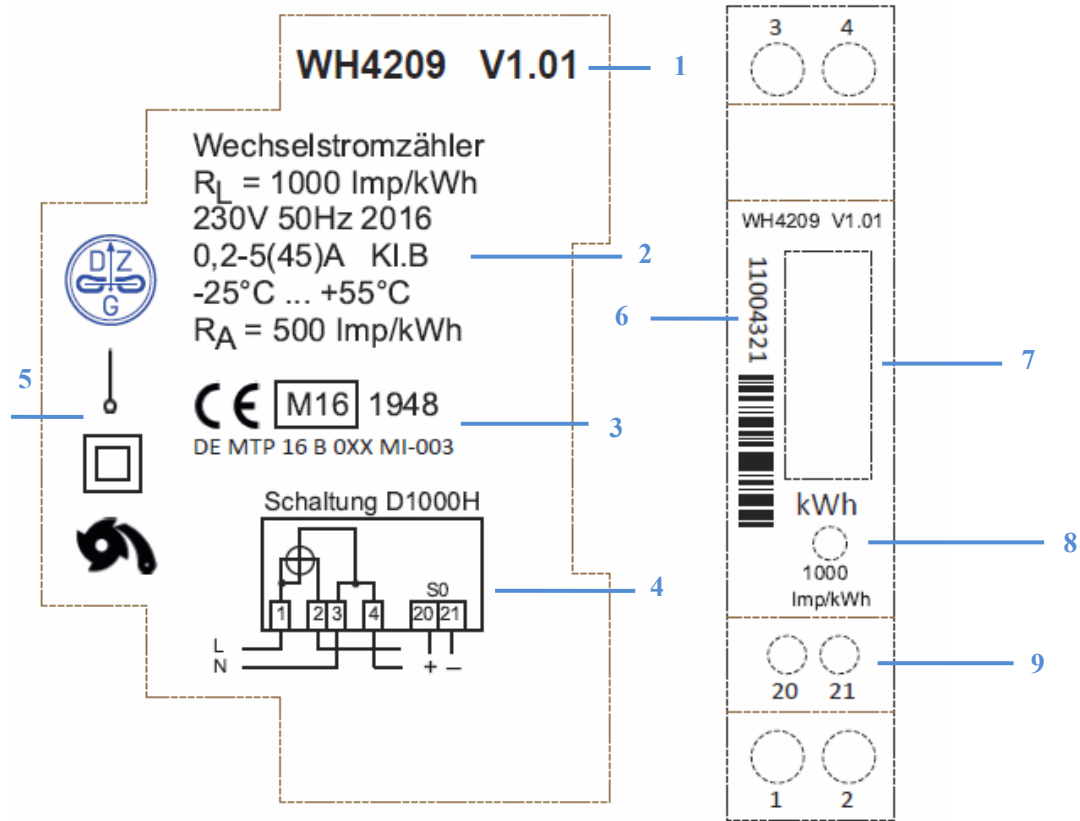 WH4209 V1.01
1
Wechselstromzähler
RL = 1000 Imp/kWh
230V 50Hz 2016
0,2-5(45)A Kl.B
2
-25°C ... +55°C
RA = 500 Imp/kWh
DZ
G
5
CE M16 1948
3
DE MTP 16 B 0XX MI-003
Schaltung D1000H
S0
4
1 2 3 4 20 21
L
N
+ –
3 4
WH4209 V1.01
11004321
6
7
kWh
8
1000
Imp/kWh
9
20 21
1 2